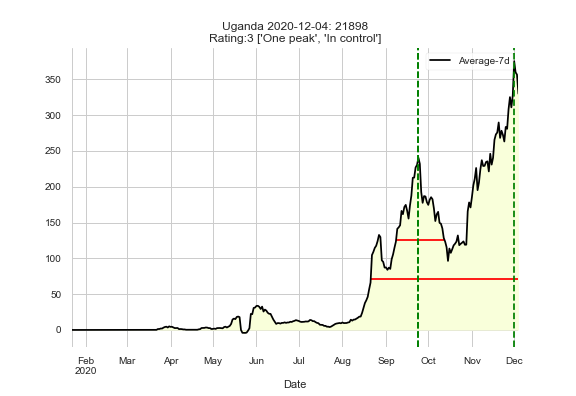 Uganda 2020-12-04: 21898
Rating:3 ['One peak', 'In control']
Average-7d
350
300
250
200
150
100
50
0
Feb Mar Apr May Jun Jul Aug Sep Oct Nov Dec
2020
Date